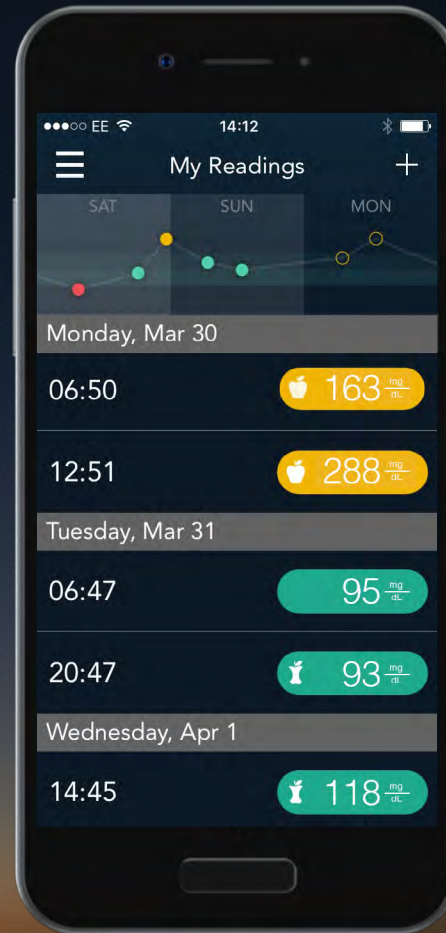 EE 14:12
My Readings
SAT SUN MON
Monday, Mar 30
06:50 163 mg/dL
12:51 288 mg/dL
Tuesday, Mar 31
06:47 95 mg/dL
20:47 93 mg/dL
Wednesday, Apr 1
14:45 118 mg/dL